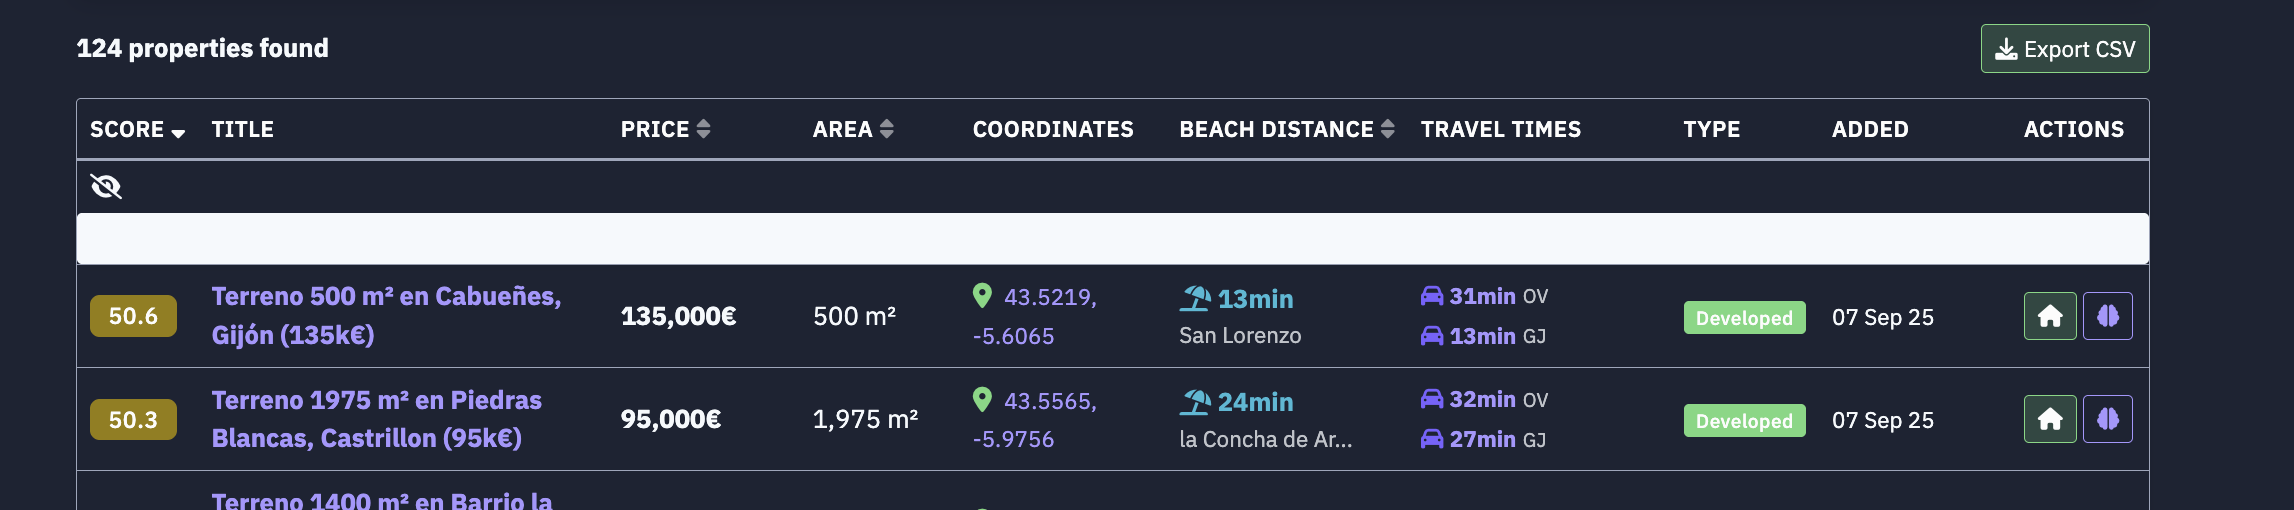 124 properties found
Export CSV
SCORE TITLE PRICE AREA COORDINATES BEACH DISTANCE TRAVEL TIMES TYPE ADDED ACTIONS
50.6
Terreno 500 m² en Cabueñes,
Gijón (135k€)
135,000€
500 m²
43.5219,
-5.6065
13min
San Lorenzo
31min OV
13min GJ
Developed
07 Sep 25
50.3
Terreno 1975 m² en Piedras
Blancas, Castrillon (95k€)
95,000€
1,975 m²
43.5565,
-5.9756
24min
la Concha de Ar...
32min OV
27min GJ
Developed
07 Sep 25
Terreno 1400 m² en Barrio la